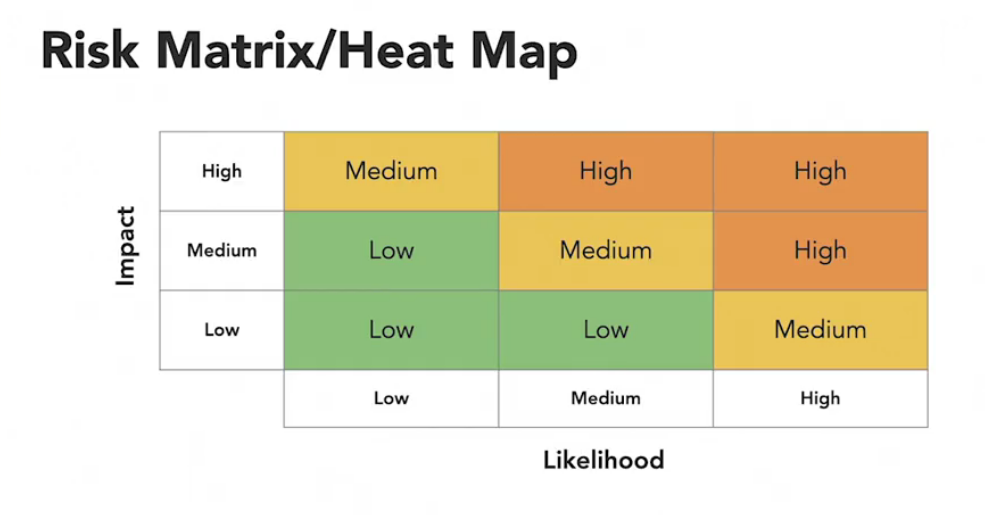 Risk Matrix/Heat Map
Impact
High Medium High High
Medium Low Medium High
Low Low Low Medium
Low Medium High
Likelihood